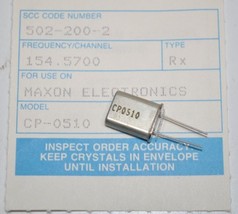 SCC CODE NUMBER
502-200-2
FREQUENCY/CHANNEL TYPE
154.5700 Rx
FOR USE ON
MAXON ELECTRONICS
MODEL
CP-0510
CP0510
INSPECT ORDER ACCURACY
KEEP CRYSTALS IN ENVELOPE
UNTIL INSTALLATION